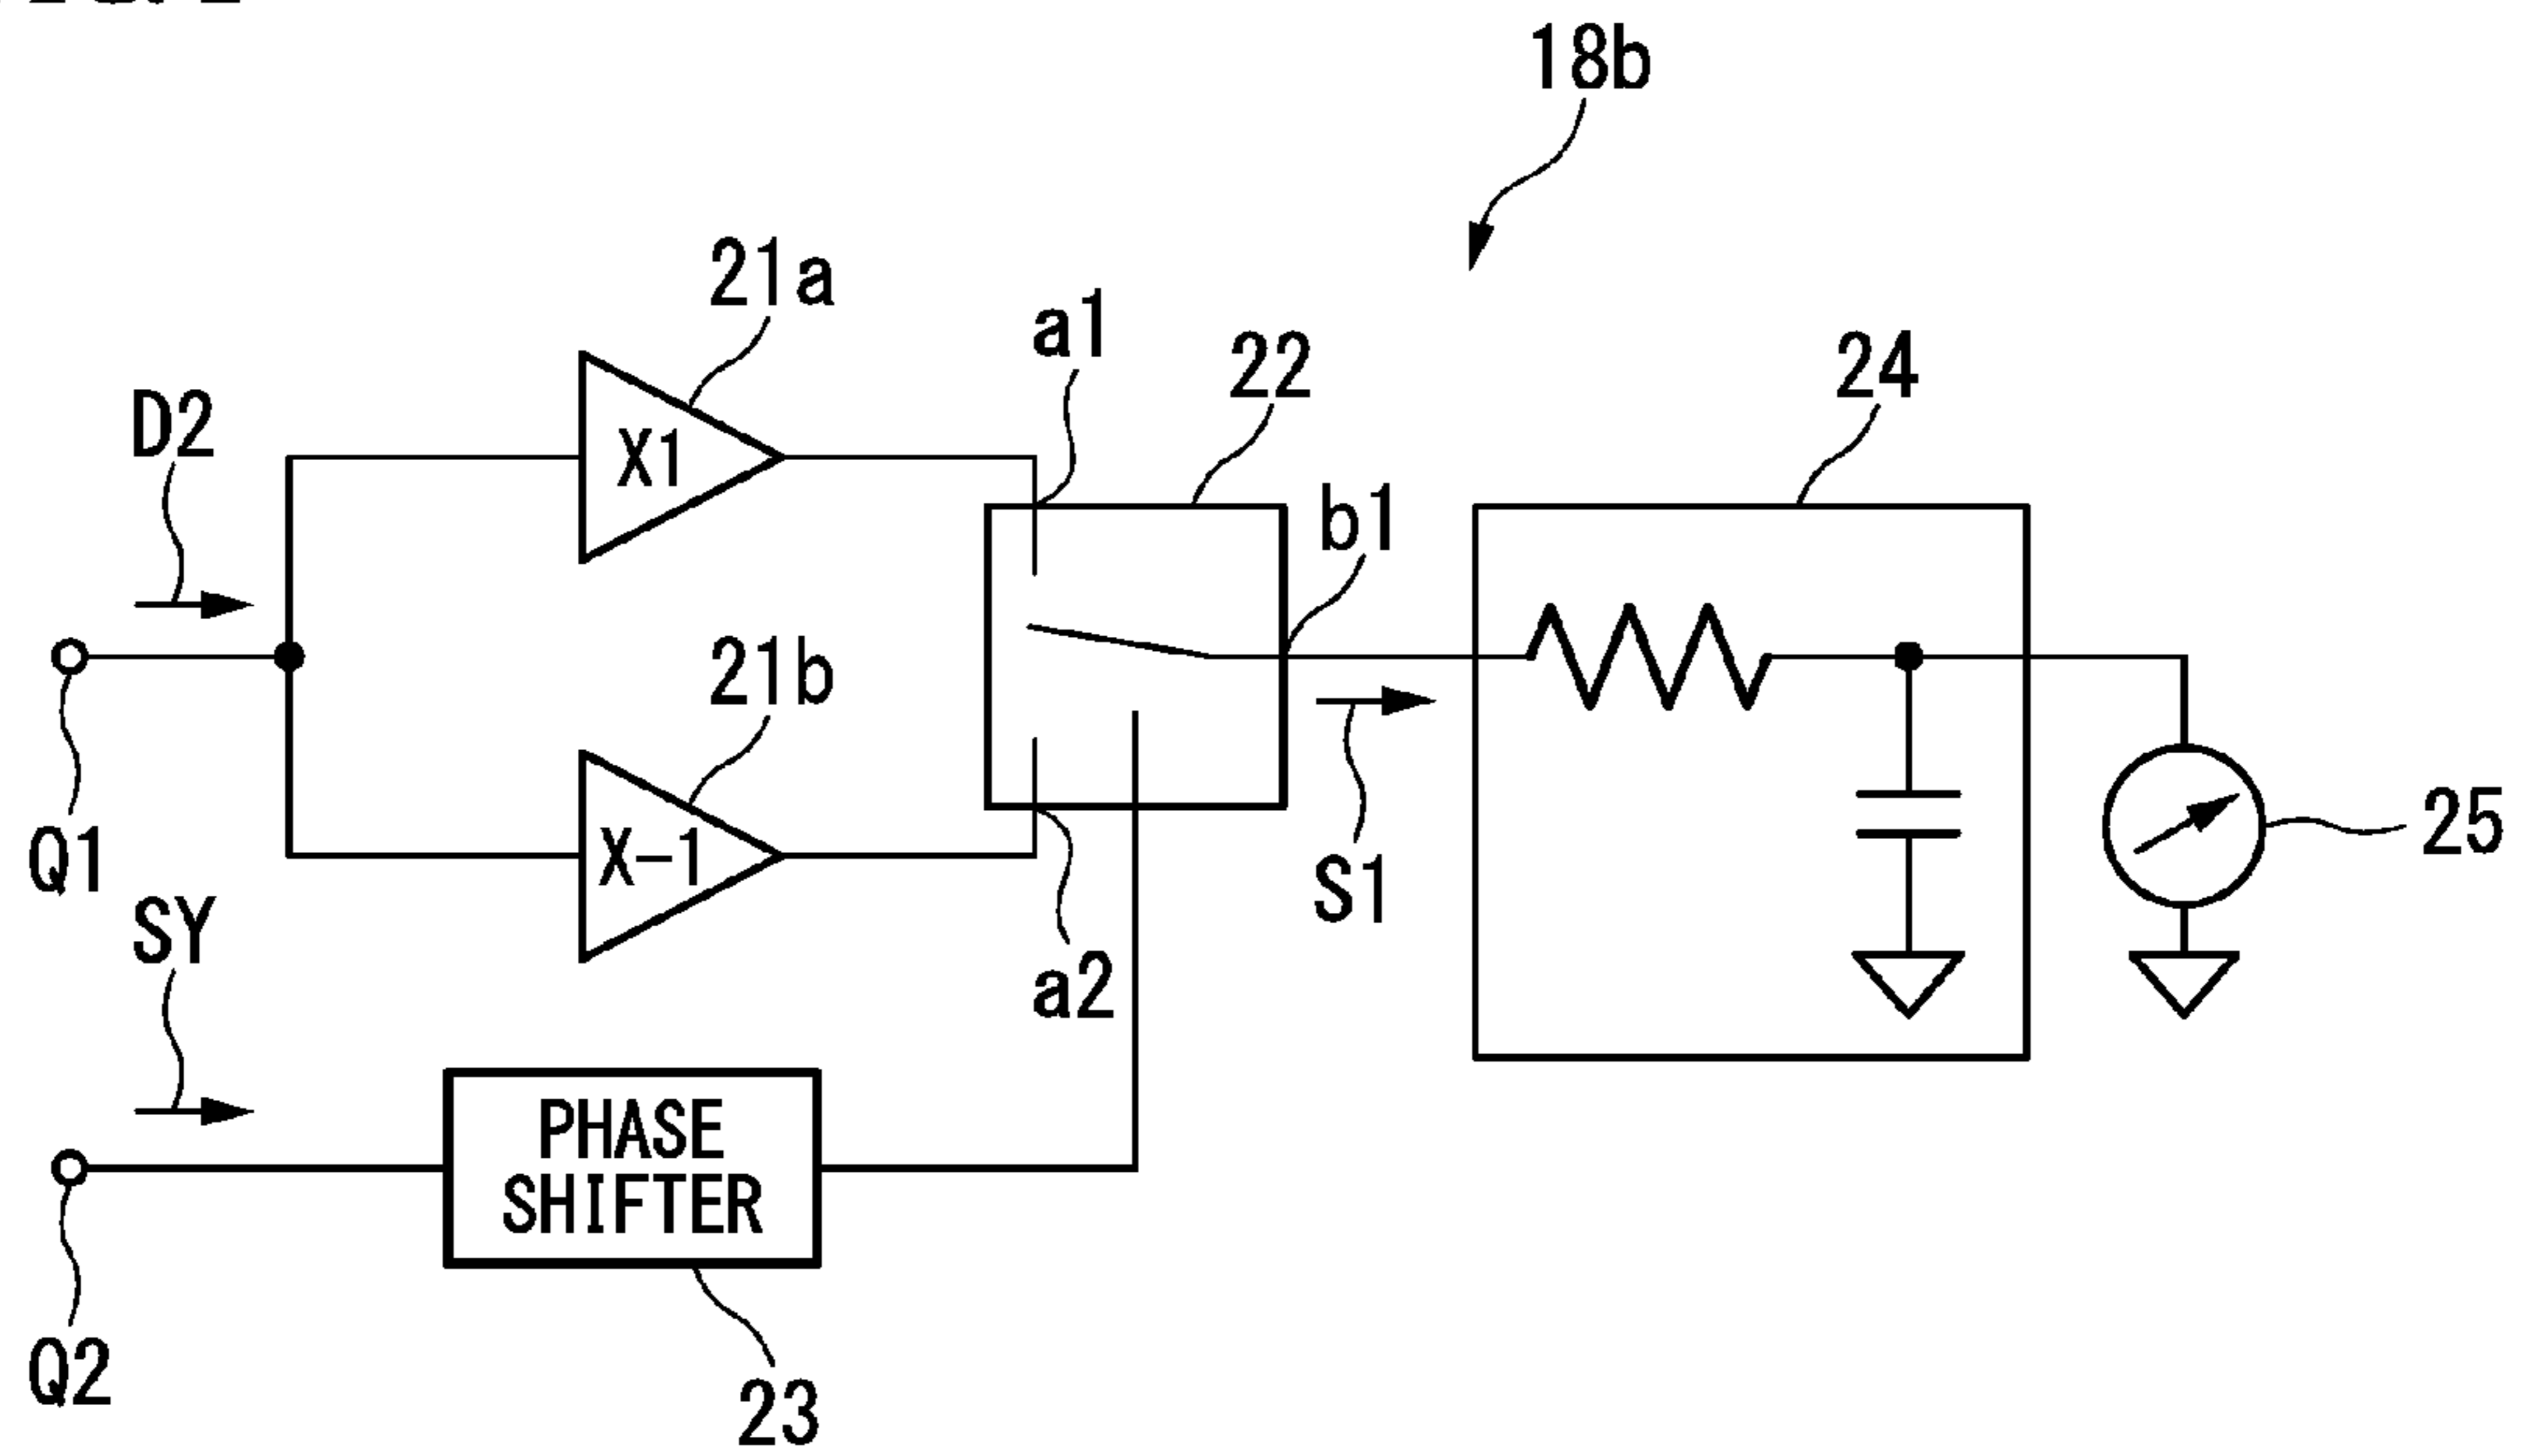 18b
21a
a1
22
24
D2
X1
b1
21b
Q1
X-1
25
SY
S1
a2
PHASE
SHIFTER
Q2
23